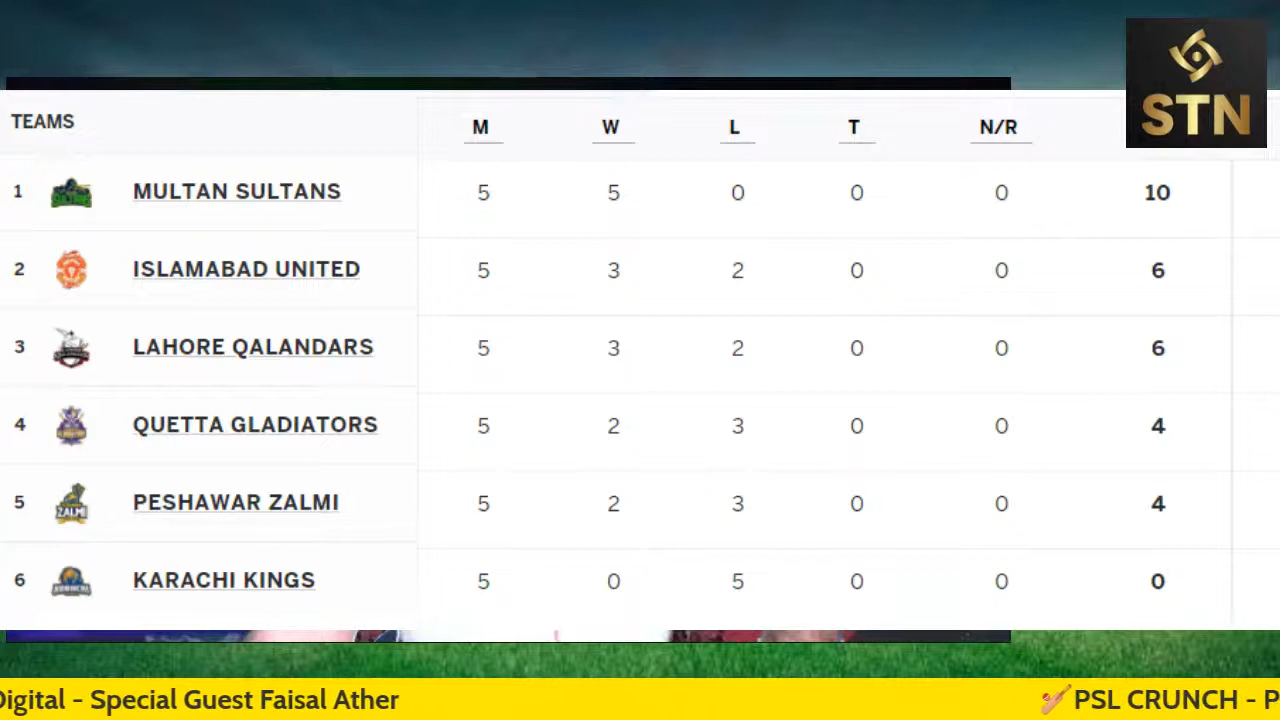 STN
TEAMS M W L T N/R
1 MULTAN SULTANS 5 5 0 0 0 10
2 ISLAMABAD UNITED 5 3 2 0 0 6
3 LAHORE QALANDARS 5 3 2 0 0 6
4 QUETTA GLADIATORS 5 2 3 0 0 4
5 PESHAWAR ZALMI 5 2 3 0 0 4
6 KARACHI KINGS 5 0 5 0 0 0
Digital - Special Guest Faisal Ather PSL CRUNCH - P